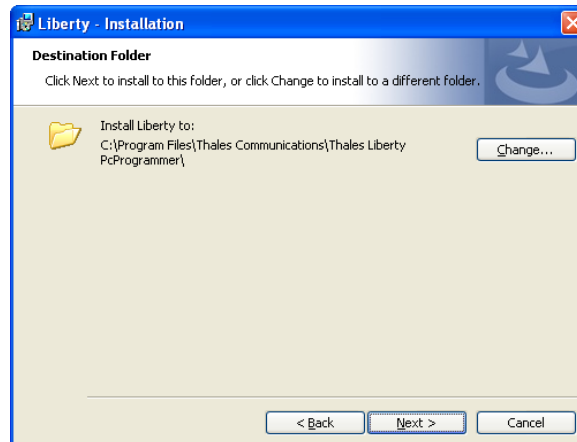 Liberty - Installation
Destination Folder
Click Next to install to this folder, or click Change to install to a different folder.
Install Liberty to:
C:\Program Files\Thales Communications\Thales Liberty
PcProgrammer\
Change...
< Back
Next >
Cancel